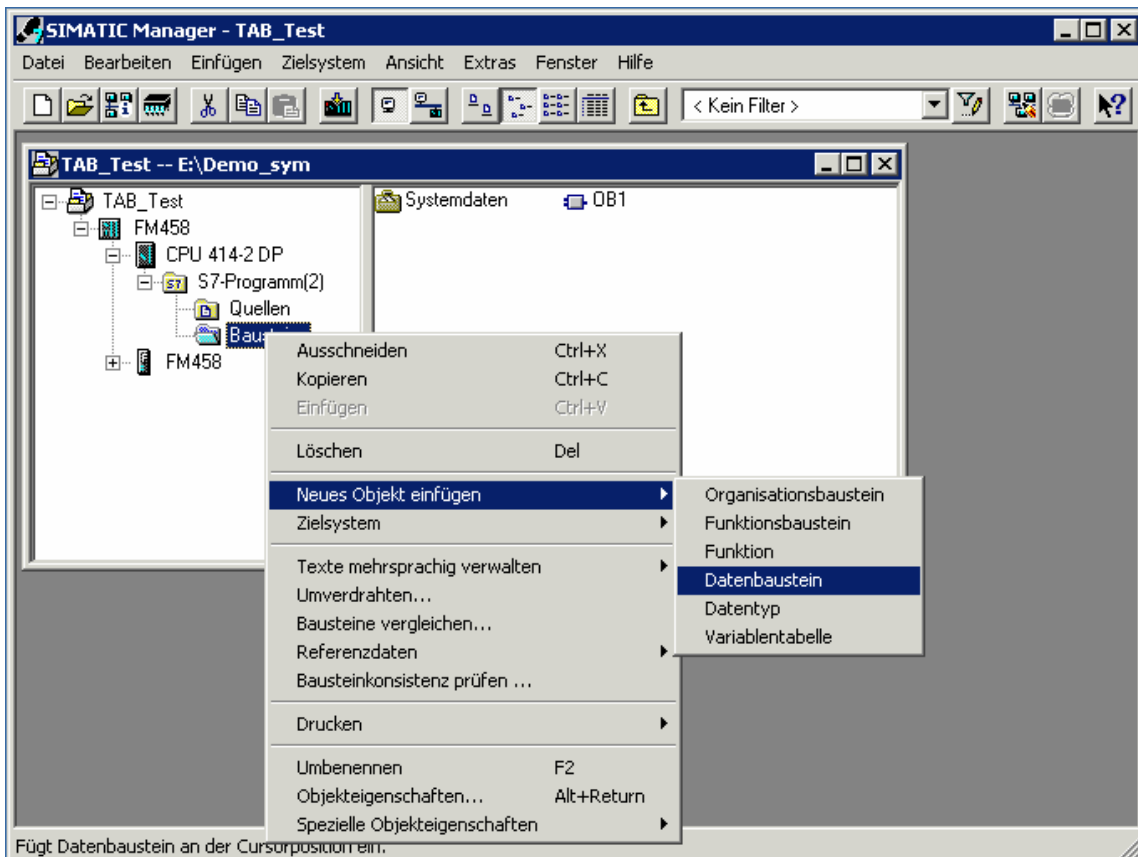 SIMATIC Manager - TAB_Test
Datei Bearbeiten Einfügen Zielsystem Ansicht Extras Fenster Hilfe
< Kein Filter >
TAB_Test -- E:\Demo_sym
TAB_Test
FM458
CPU 414-2 DP
S7-Programm(2)
Quellen
FM458
Systemdaten OB1
Ausschneiden Ctrl+X
Kopieren Ctrl+C
Einfügen Ctrl+V
Löschen Del
Neues Objekt einfügen
Zielsystem
Texte mehrsprachig verwalten
Umverdrahten...
Bausteine vergleichen...
Referenzdaten
Bausteinkonsistenz prüfen ...
Drucken
Umbenennen F2
Objekteigenschaften... Alt+Return
Spezielle Objekteigenschaften
Organisationsbaustein
Funktionsbaustein
Funktion
Datenbaustein
Datentyp
Variablentabelle
Fügt Datenbaustein an der Cursorposition ein.